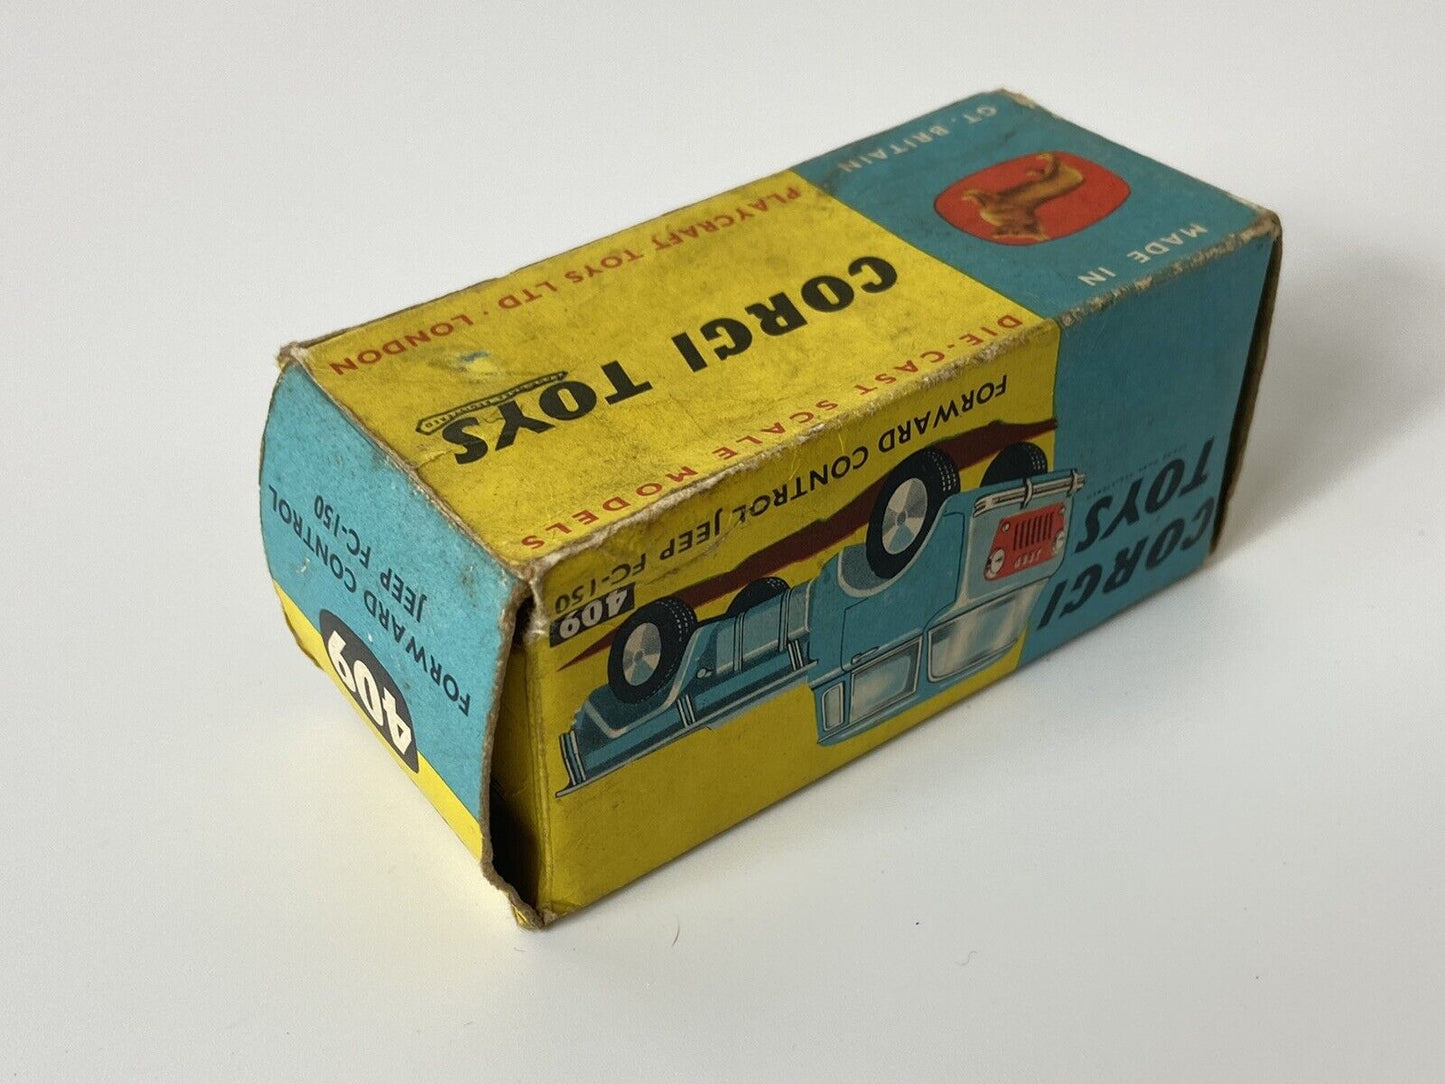 GT. BRITAIN
MADE IN
PLAYCRAFT TOYS LTD · LONDON
CORGI TOYS
DIE-CAST SCALE MODELS
FORWARD CONTROL JEEP FC-150
409
JEEP
CORGI
TOYS
FORWARD CONTROL
JEEP FC-150
409